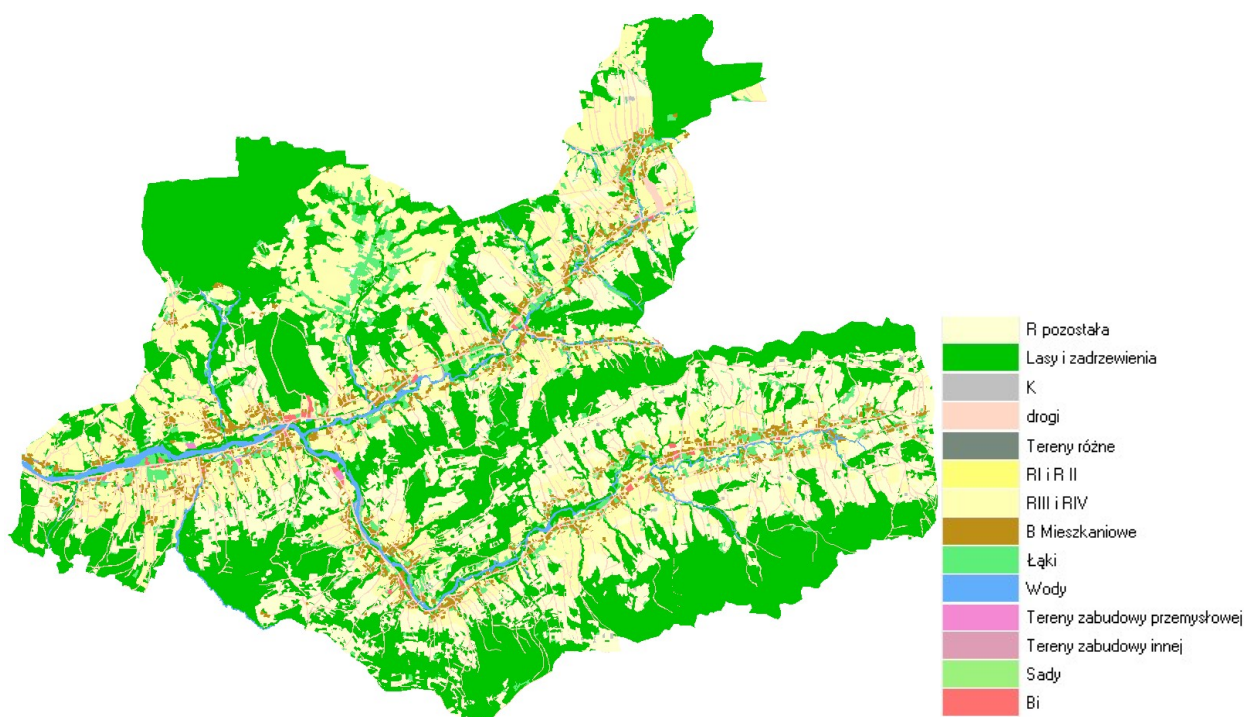 R pozostała
Lasy i zadrzewienia
K
drogi
Tereny różne
RI i R II
RIII i RIV
B Mieszkaniowe
Łąki
Wody
Tereny zabudowy przemysłowej
Tereny zabudowy innej
Sady
Bi